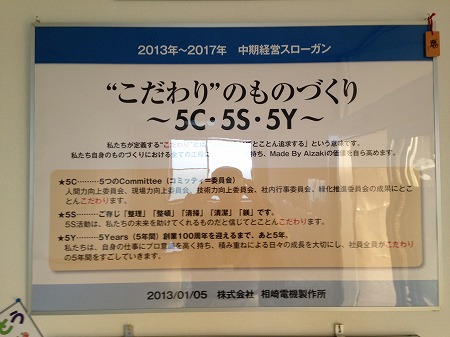 2013年～2017年　中期経営スローガン
“こだわり”のものづくり
～5C・5S・5Y～
私たちが定義する“こだわり”とは、とことん追求する」という意味です。
私たち自身のものづくりにおける全ての工程に、持ち、Made By Aizakiの価値を自ら高めます。
★5C………5つのCommittee（コミッティー＝委員会）
人間力向上委員会、現場力向上委員会、技術力向上委員会、社内行事委員会、緑化推進委員会の成果にとこ
とんこだわります。
★5S………ご存じ「整理」「整頓」「清掃」「清潔」「躾」です。
5S活動は、私たちの未来を助けてくれるものだと信じてとことんこだわります。
★5Y………5Years（5年間）創業100周年を迎えるまで、あと5年。
私たちは、自身の仕事にプロ意識を高く持ち、積み重ねによる日々の成長を大切にし、社員全員がこだわり
の5年間をすごしていきます。
2013/01/05　株式会社　相崎電機製作所